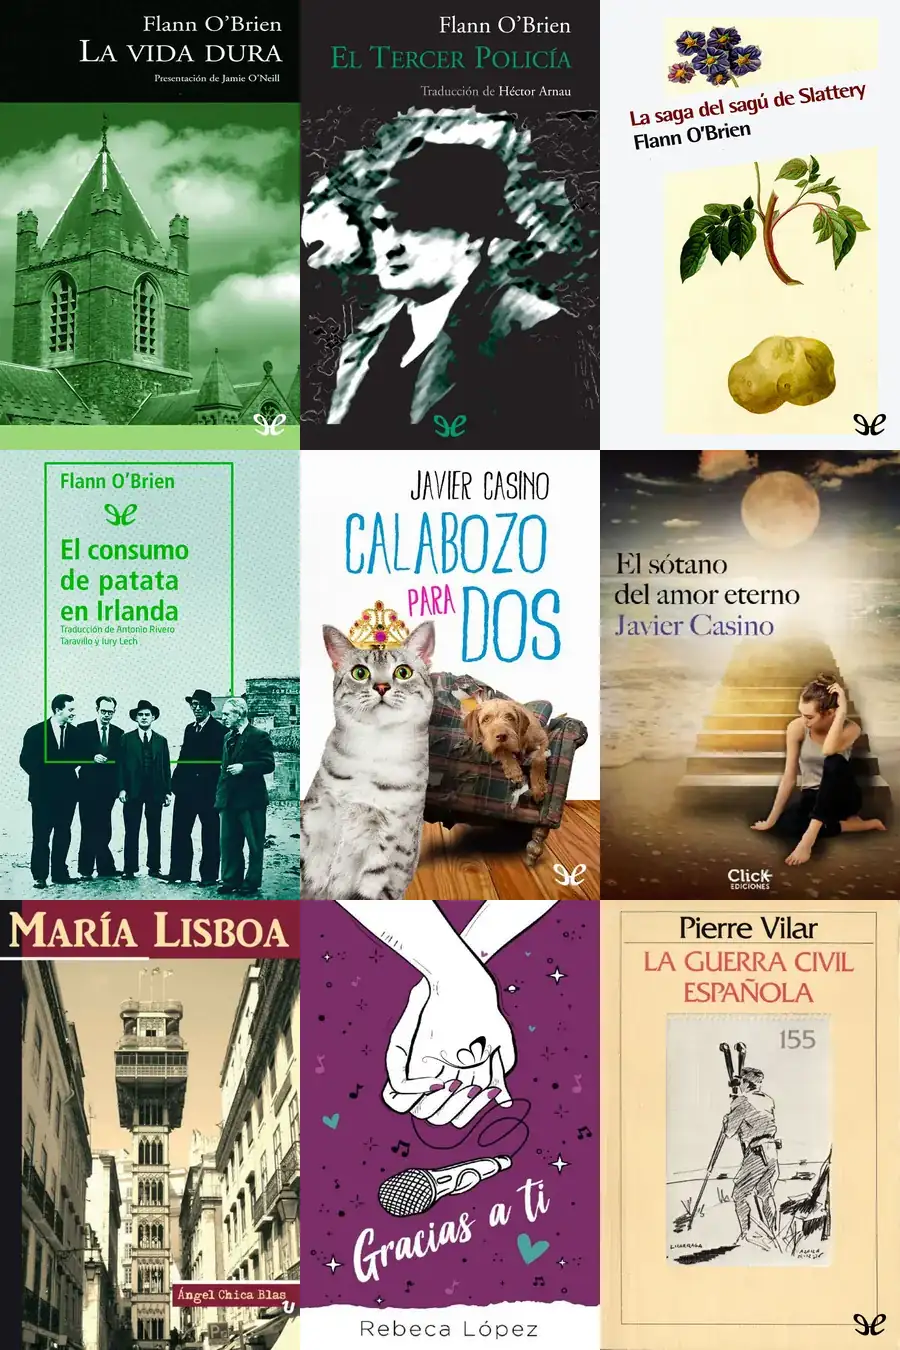 Flann O'Brien
La vida dura
Presentación de Jamie O'Neill
Flann O'Brien
El Tercer Policía
Traducción de Héctor Arnau
La saga del sagú de Slattery
Flann O'Brien
Flann O'Brien
El consumo
de patata
en Irlanda
Traducción de Antonio Rivero
Taravillo y Iury Lech
JAVIER CASINO
CALABOZO
PARA
DOS
El sótano
del amor eterno
Javier Casino
Click
EDICIONES
María Lisboa
Ángel Chica Blas
Gracias a ti
Rebeca López
Pierre Vilar
LA GUERRA CIVIL
ESPAÑOLA
155